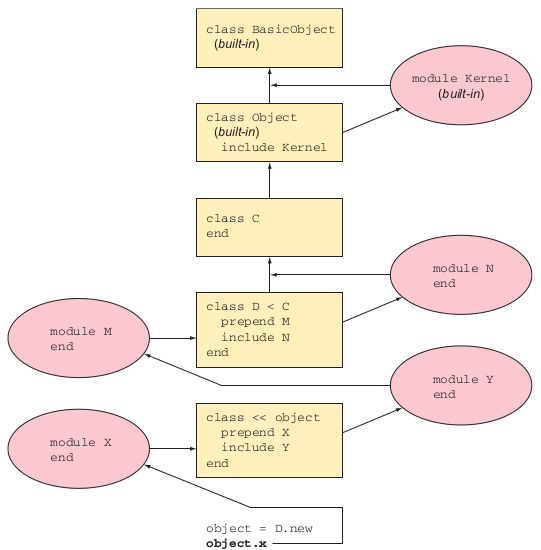 class BasicObject
(built-in)
module Kernel
(built-in)
class Object
(built-in)
include Kernel
class C
end
module N
end
class D < C
prepend M
include N
end
module M
end
module Y
end
class << object
prepend X
include Y
end
module X
end
object = D.new
object.x